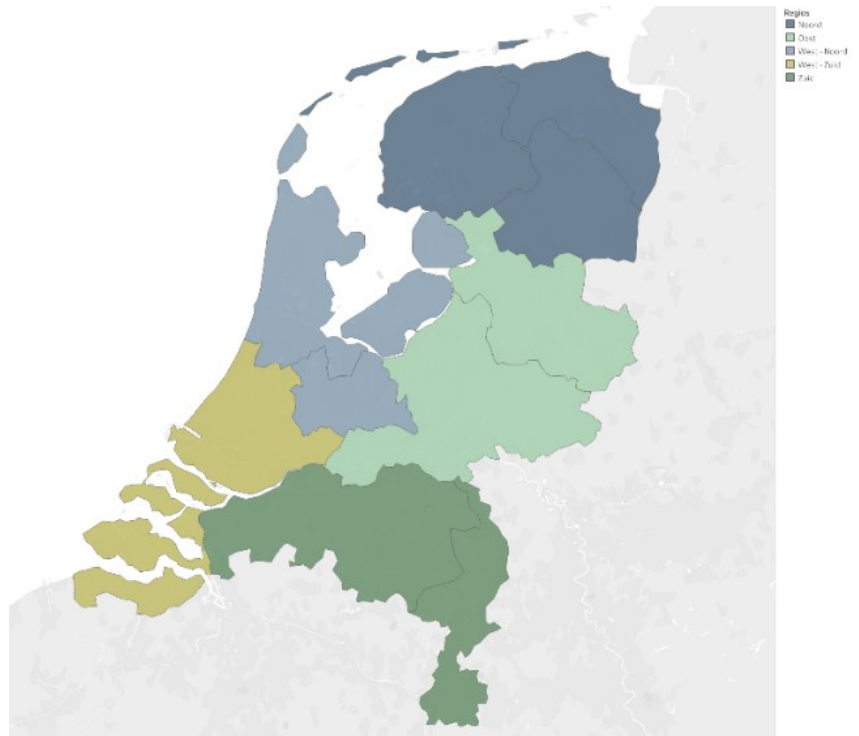 Regios
Noord
Oost
West - Noord
West - Zuid
Zuid